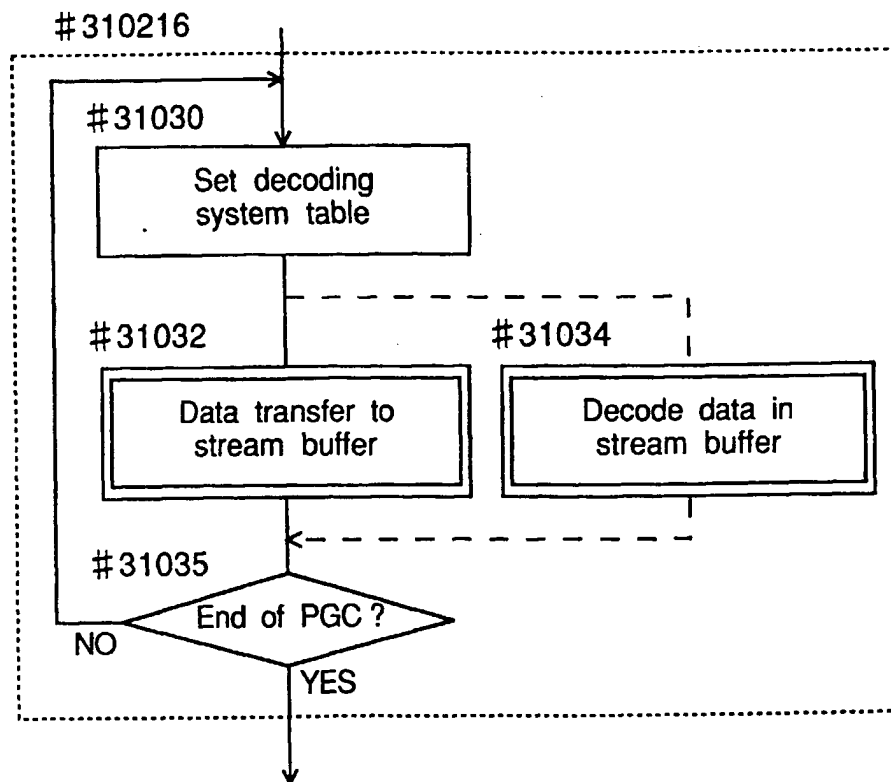 #310216
#31030
Set decoding
system table
#31032
#31034
Data transfer to
stream buffer
Decode data in
stream buffer
#31035
End of PGC ?
NO
YES